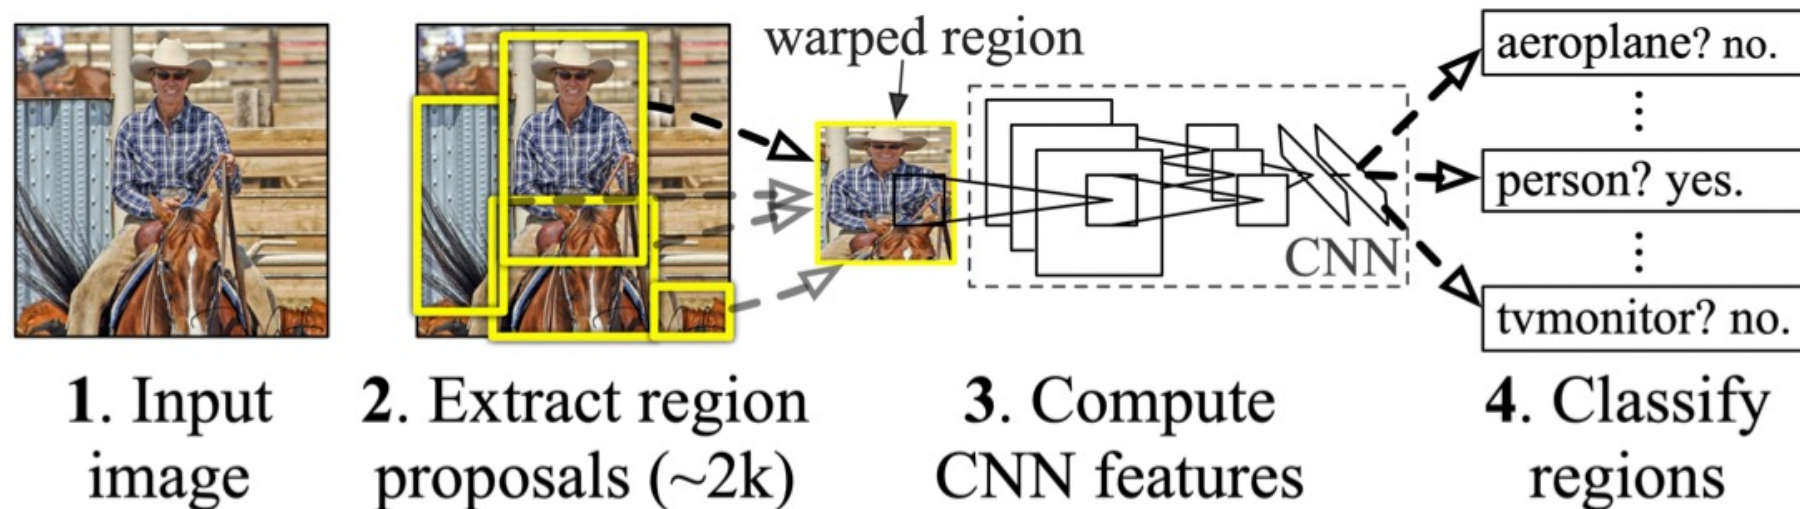 warped region
aeroplane? no.
person? yes.
CNN
tvmonitor? no.
1. Input
image
2. Extract region
proposals (~2k)
3. Compute
CNN features
4. Classify
regions